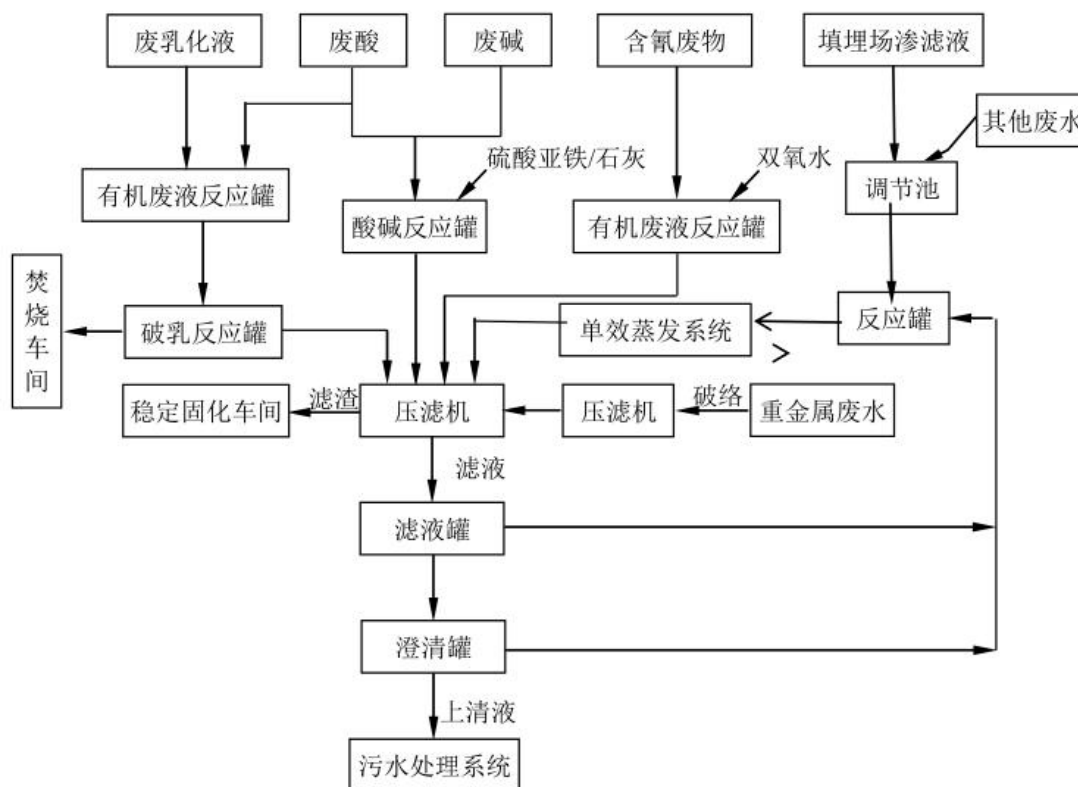 废乳化液
废酸
废碱
含氰废物
填埋场渗滤液
其他废水
硫酸亚铁/石灰
双氧水
有机废液反应罐
酸碱反应罐
有机废液反应罐
调节池
焚烧车间
破乳反应罐
单效蒸发系统
反应罐
稳定固化车间
滤渣
压滤机
压滤机
破络
重金属废水
滤液
滤液罐
澄清罐
上清液
污水处理系统